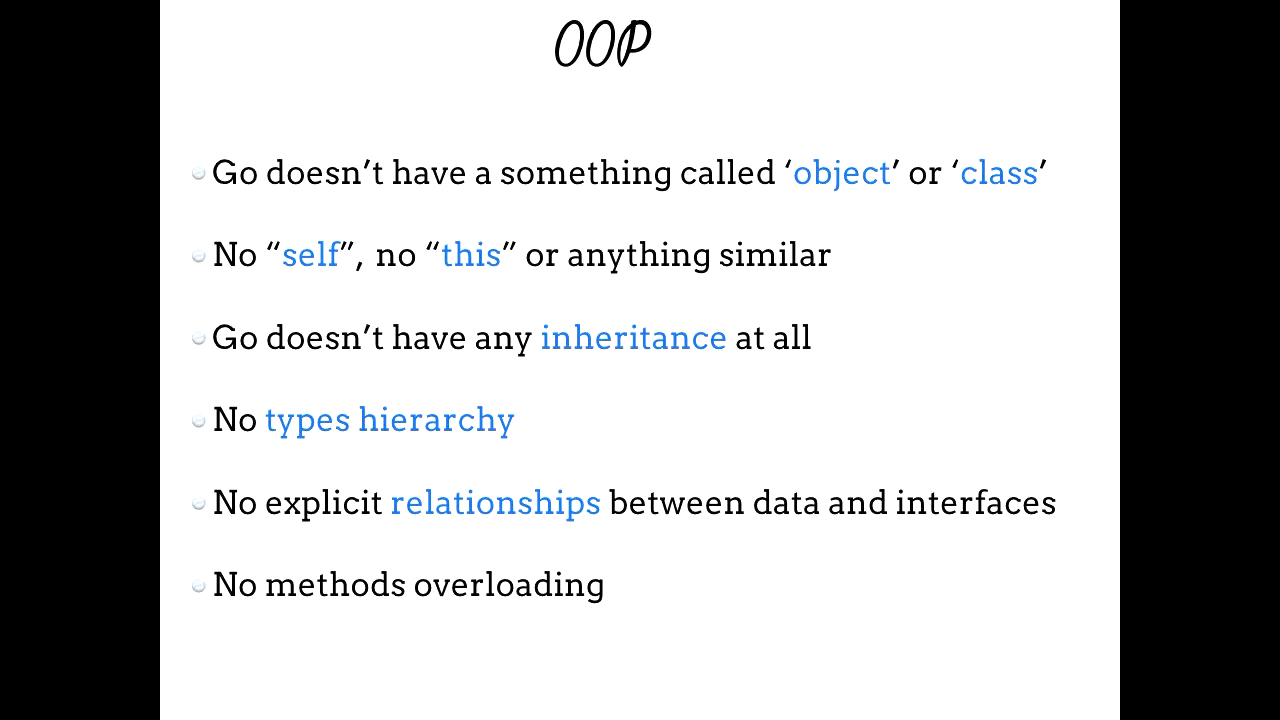 OOP
Go doesn’t have a something called ‘object’ or ‘class’
No “self”, no “this” or anything similar
Go doesn’t have any inheritance at all
No types hierarchy
No explicit relationships between data and interfaces
No methods overloading